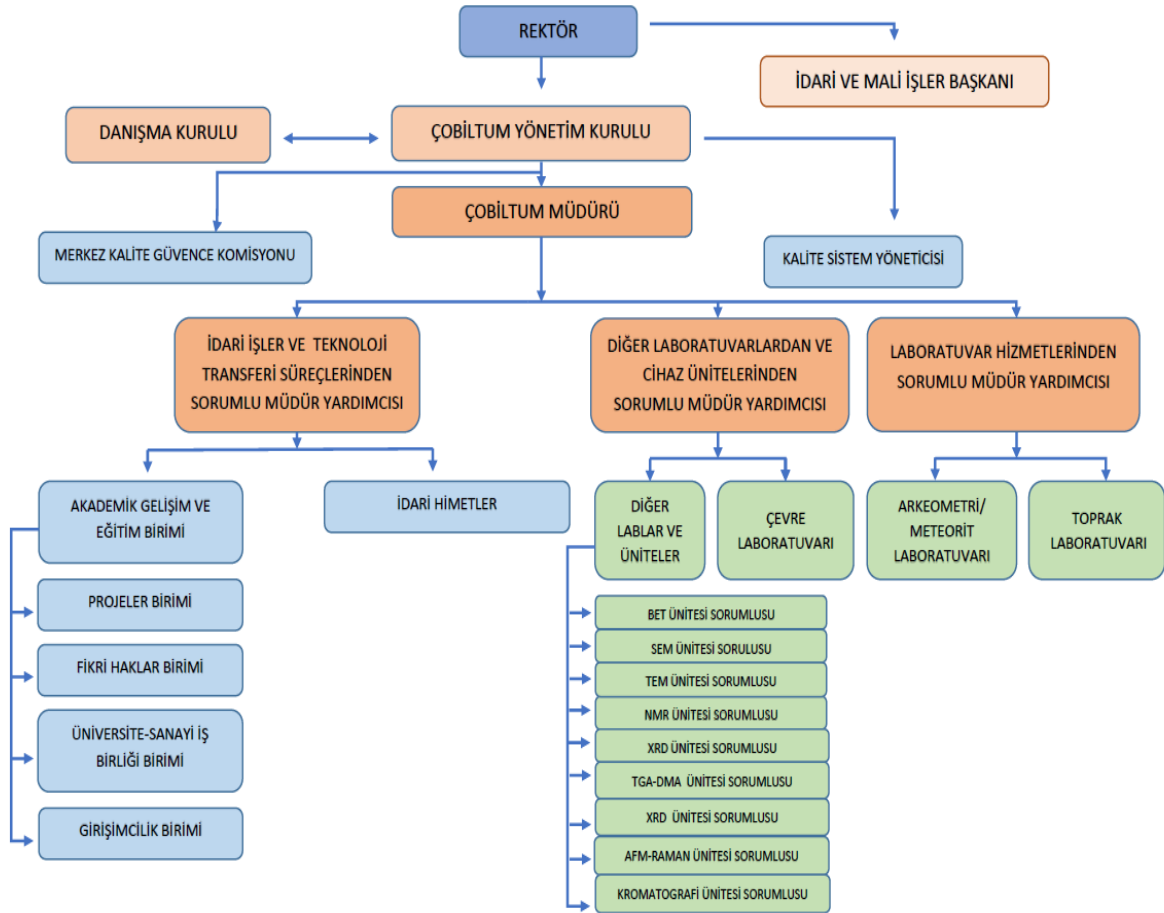 REKTÖR
İDARİ VE MALİ İŞLER BAŞKANI
DANIŞMA KURULU
ÇOBİLTUM YÖNETİM KURULU
ÇOBİLTUM MÜDÜRÜ
MERKEZ KALİTE GÜVENCE KOMİSYONU
KALİTE SİSTEM YÖNETİCİSİ
İDARİ İŞLER VE TEKNOLOJİ
TRANSFERİ SÜREÇLERİNDEN
SORUMLU MÜDÜR YARDIMCISI
DİĞER LABORATUVARLARDAN VE
CİHAZ ÜNİTELERİNDEN
SORUMLU MÜDÜR YARDIMCISI
LABORATUVAR HİZMETLERİNDEN
SORUMLU MÜDÜR YARDIMCISI
AKADEMİK GELİŞİM VE
EĞİTİM BİRİMİ
İDARİ HİMETLER
DİĞER
LABLAR VE
ÜNİTELER
ÇEVRE
LABORATUVARI
ARKEOMETRİ/
METEORİT
LABORATUVARI
TOPRAK
LABORATUVARI
PROJELER BİRİMİ
FİKRİ HAKLAR BİRİMİ
ÜNİVERSİTE-SANAYİ İŞ
BİRLİĞİ BİRİMİ
GİRİŞİMCİLİK BİRİMİ
BET ÜNİTESİ SORUMLUSU
SEM ÜNİTESİ SORULUSU
TEM ÜNİTESİ SORUMLUSU
NMR ÜNİTESİ SORUMLUSU
XRD ÜNİTESİ SORUMLUSU
TGA-DMA ÜNİTESİ SORUMLUSU
XRD ÜNİTESİ SORUMLUSU
AFM-RAMAN ÜNİTESİ SORUMLUSU
KROMATOGRAFİ ÜNİTESİ SORUMLUSU